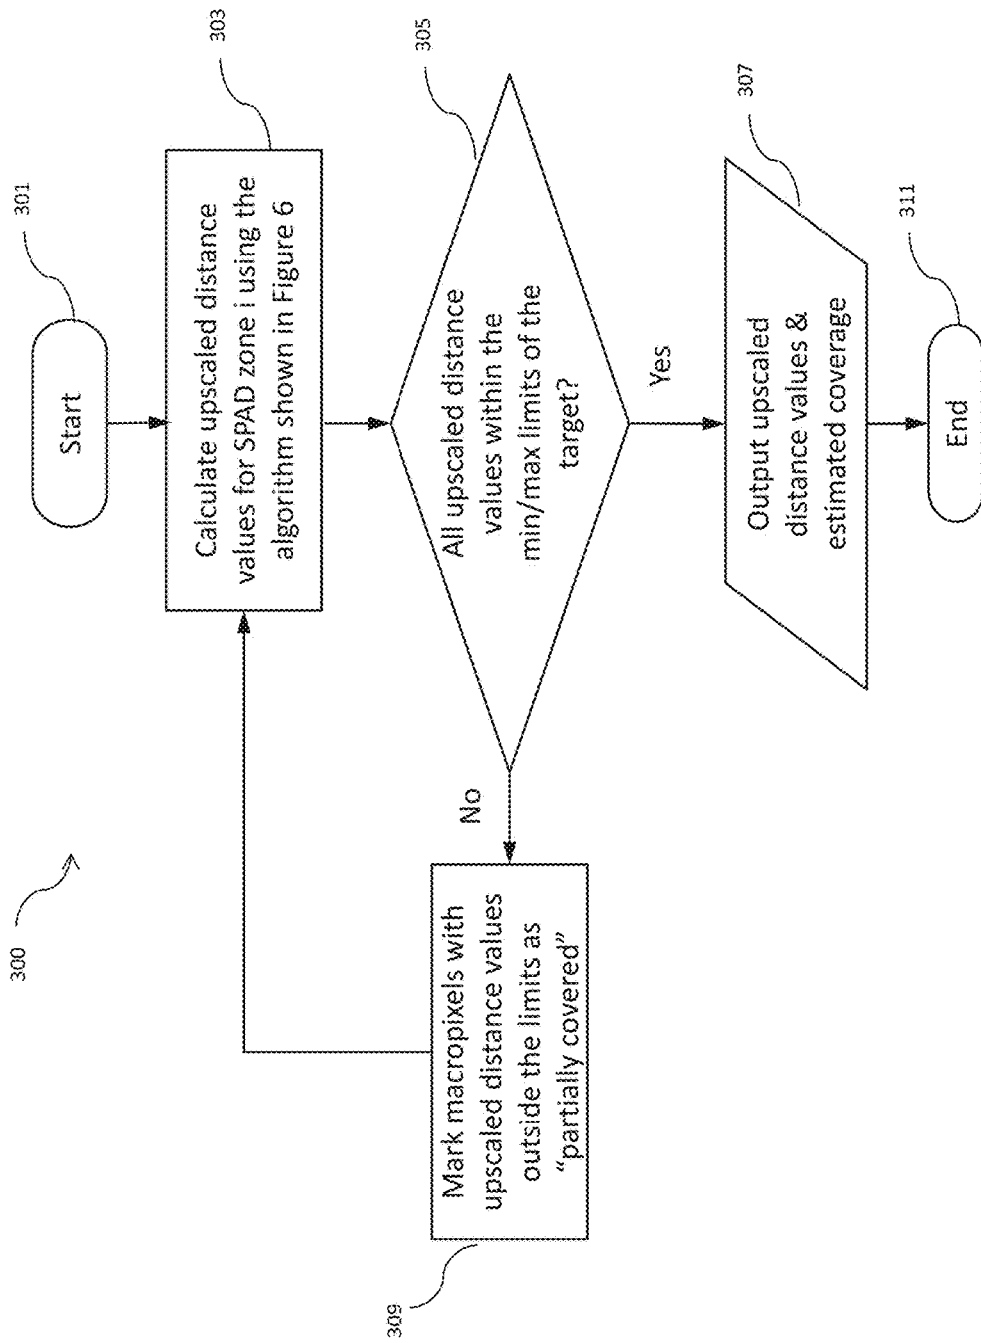 300
301
Start
303
Calculate upscaled distance
values for SPAD zone i using the
algorithm shown in Figure 6
305
All upscaled distance
values within the
min/max limits of the
target?
No
Yes
309
Mark macropixels with
upscaled distance values
outside the limits as
“partially covered”
307
Output upscaled
distance values &
estimated coverage
311
End